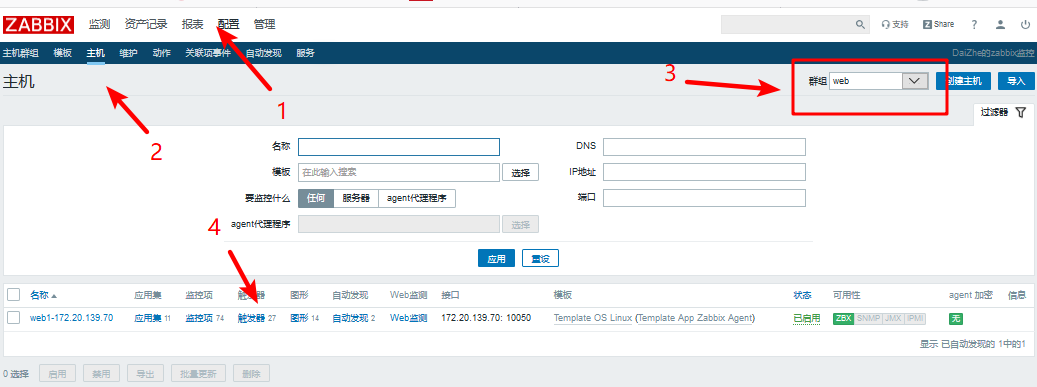 ZABBIX 监测 资产记录 报表 配置 管理 支持 Share ?
主机群组 模板 主机 维护 动作 关联项事件 自动发现 服务 DaiZhe的zabbix监控
主机 3 群组 web 创建主机 导入
1
过滤器
2
名称 DNS
模板 在此输入搜索 选择 IP地址
要监控什么 任何 服务器 agent代理程序 端口
4
agent代理程序 选择
应用 重设
名称 应用集 监控项 触发器 图形 自动发现 Web监测 接口 模板 状态 可用性 agent 加密 信息
web1-172.20.139.70 应用集 11 监控项 74 触发器 27 图形 14 自动发现 2 Web监测 172.20.139.70: 10050 Template OS Linux (Template App Zabbix Agent) 已启用 ZBX SNMP JMX IPMI 无
显示 已自动发现的 1中的1
0 选择 启用 禁用 导出 批量更新 删除